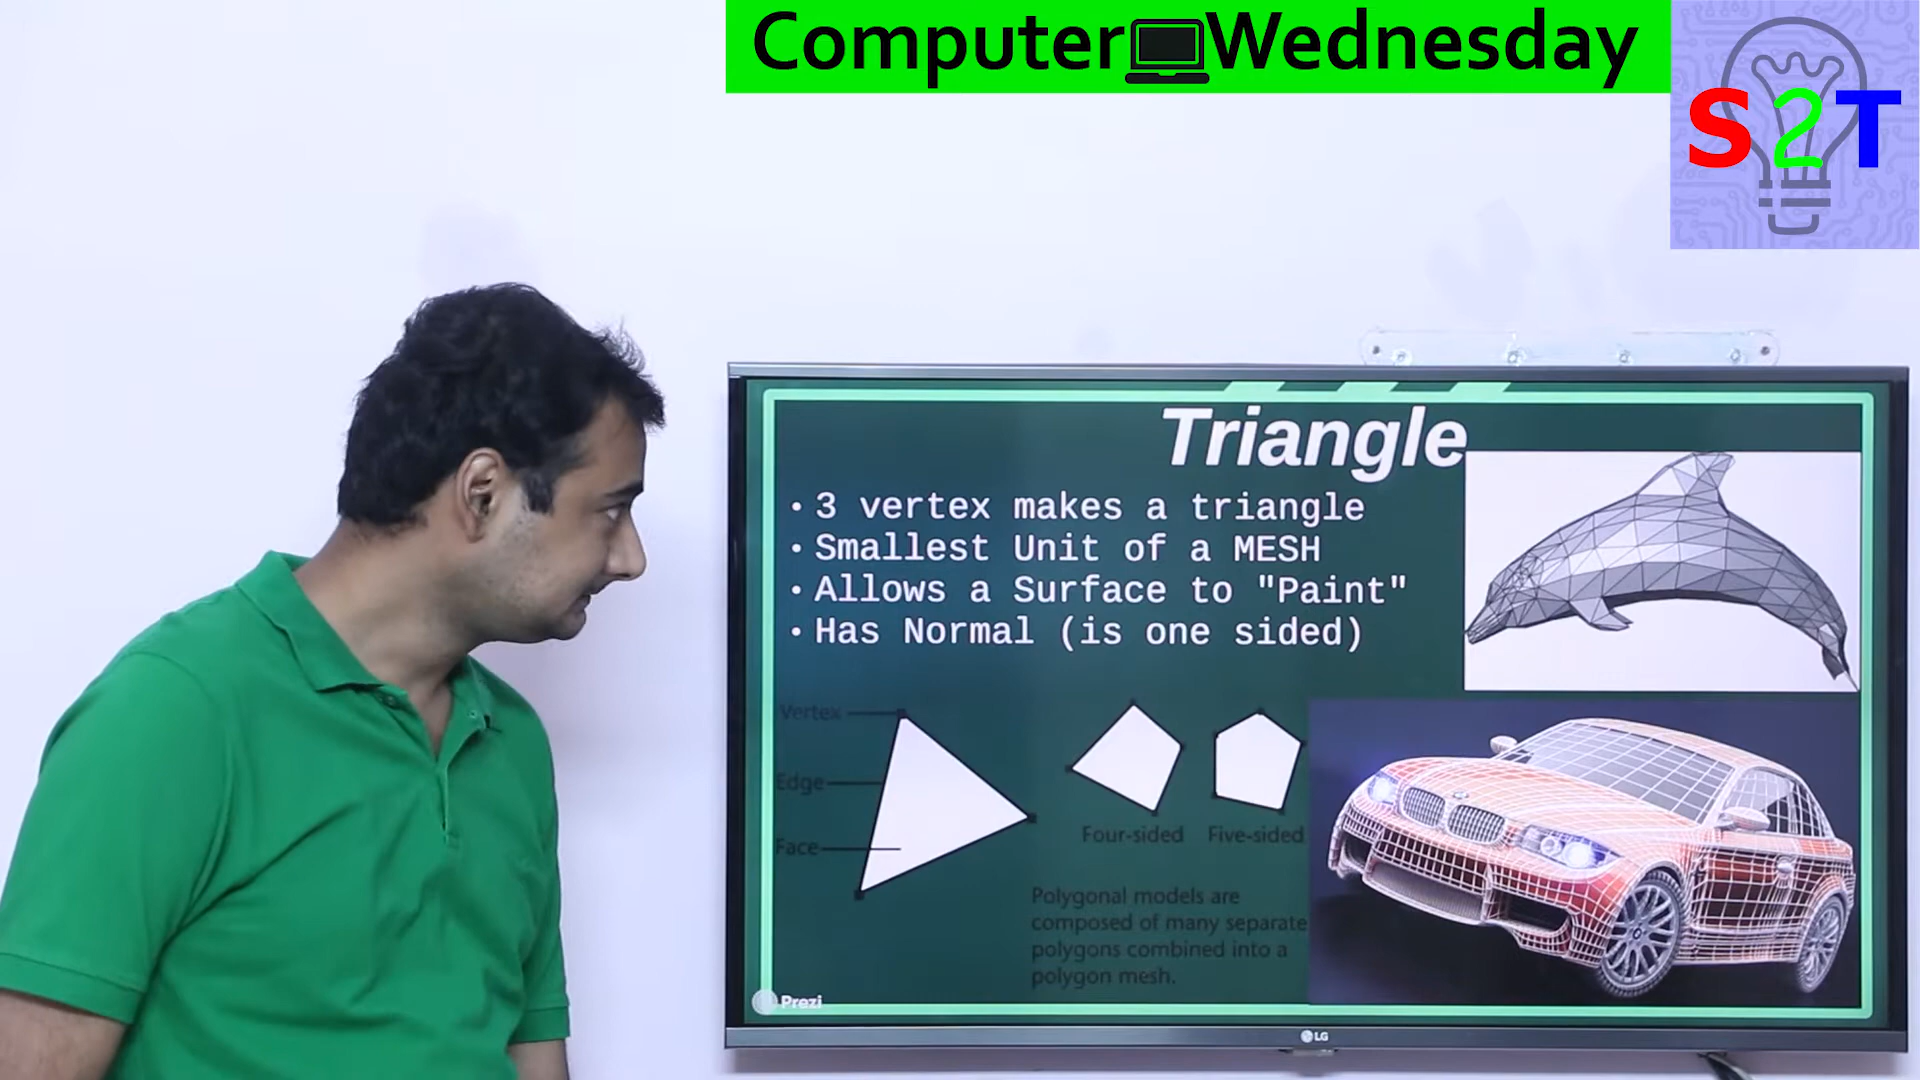 Computer Wednesday
S2T
Triangle
• 3 vertex makes a triangle
• Smallest Unit of a MESH
• Allows a Surface to "Paint"
• Has Normal (is one sided)
Vertex
Edge
Face
Four-sided
Five-sided
Polygonal models are
composed of many separate
polygons combined into a
polygon mesh.
Prezi
LG